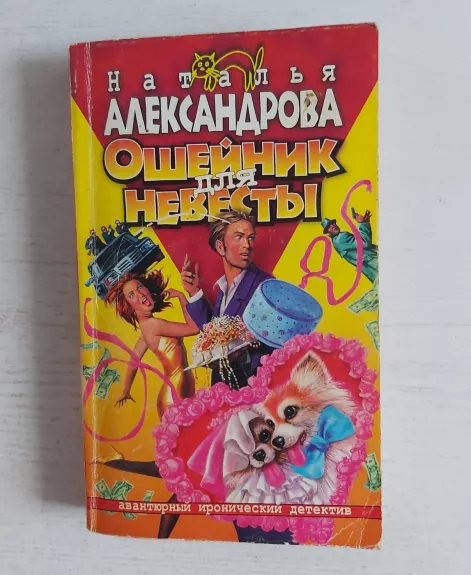 Наталья
АЛЕКСАНДРОВА
Ошейник
для
невесты
авантюрный иронический детектив